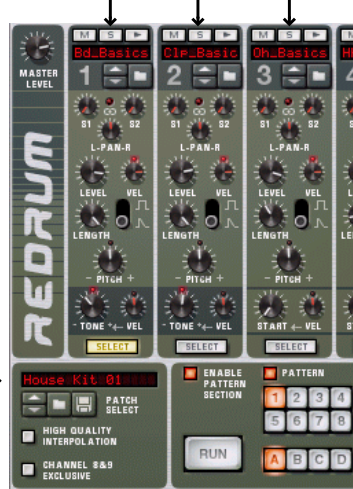 M S M S M S
Bd_Basics Clp_Basic Oh_Basics
MASTER LEVEL
1 2 3
S1 S2 S1 S2 S1 S2
L-PAN-R L-PAN-R L-PAN-R
LEVEL VEL LEVEL VEL LEVEL VEL
LENGTH LENGTH LENGTH
- PITCH + - PITCH + - PITCH +
- TONE + ← VEL - TONE + ← VEL START ← VEL
SELECT SELECT SELECT
REDRUM
House Kit 01
PATCH SELECT
HIGH QUALITY INTERPOLATION
CHANNEL 8&9 EXCLUSIVE
ENABLE PATTERN SECTION
PATTERN
1 2 3 4
5 6 7 8
RUN
A B C D